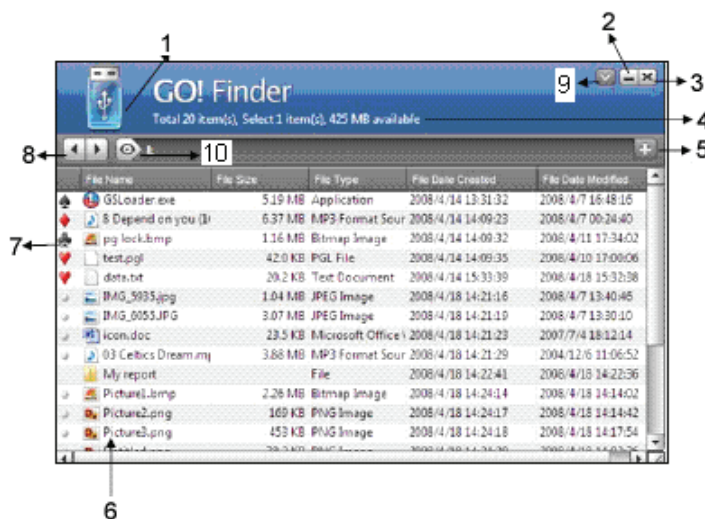 1
2
3
4
5
6
7
8
9
10
GO! Finder
Total 20 item(s), Select 1 item(s), 425 MB available
File Name File Size File Type File Date Created File Date Modified
GSLoader.exe 5.19 MB Application 2008/4/14 13:31:32 2008/4/7 16:48:16
8 Depend on you (1 6.37 MB MP3 Format Sour 2008/4/14 14:09:23 2008/4/7 00:24:40
pg lock.bmp 1.16 MB Bitmap Image 2008/4/14 14:09:32 2008/4/11 17:34:02
test.pgl 42.0 KB PGL File 2008/4/14 14:09:35 2008/4/10 17:00:06
data.txt 20.2 KB Text Document 2008/4/14 15:33:39 2008/4/18 15:32:38
IMG_5935.jpg 1.04 MB JPEG Image 2008/4/18 14:21:16 2008/4/7 13:40:46
IMG_6055.JPG 3.07 MB JPEG Image 2008/4/18 14:21:19 2008/4/7 13:30:10
icon.doc 23.5 KB Microsoft Office 2008/4/18 14:21:23 2007/7/4 18:12:14
03 Celtics Dream.mp 3.88 MB MP3 Format Sour 2008/4/18 14:21:29 2004/12/6 11:06:52
My report File 2008/4/18 14:22:41 2008/4/18 14:22:36
Picture1.bmp 2.26 MB Bitmap Image 2008/4/18 14:24:14 2008/4/18 14:14:02
Picture2.png 169 KB PNG Image 2008/4/18 14:24:17 2008/4/18 14:14:42
Picture3.png 453 KB PNG Image 2008/4/18 14:24:18 2008/4/18 14:17:54